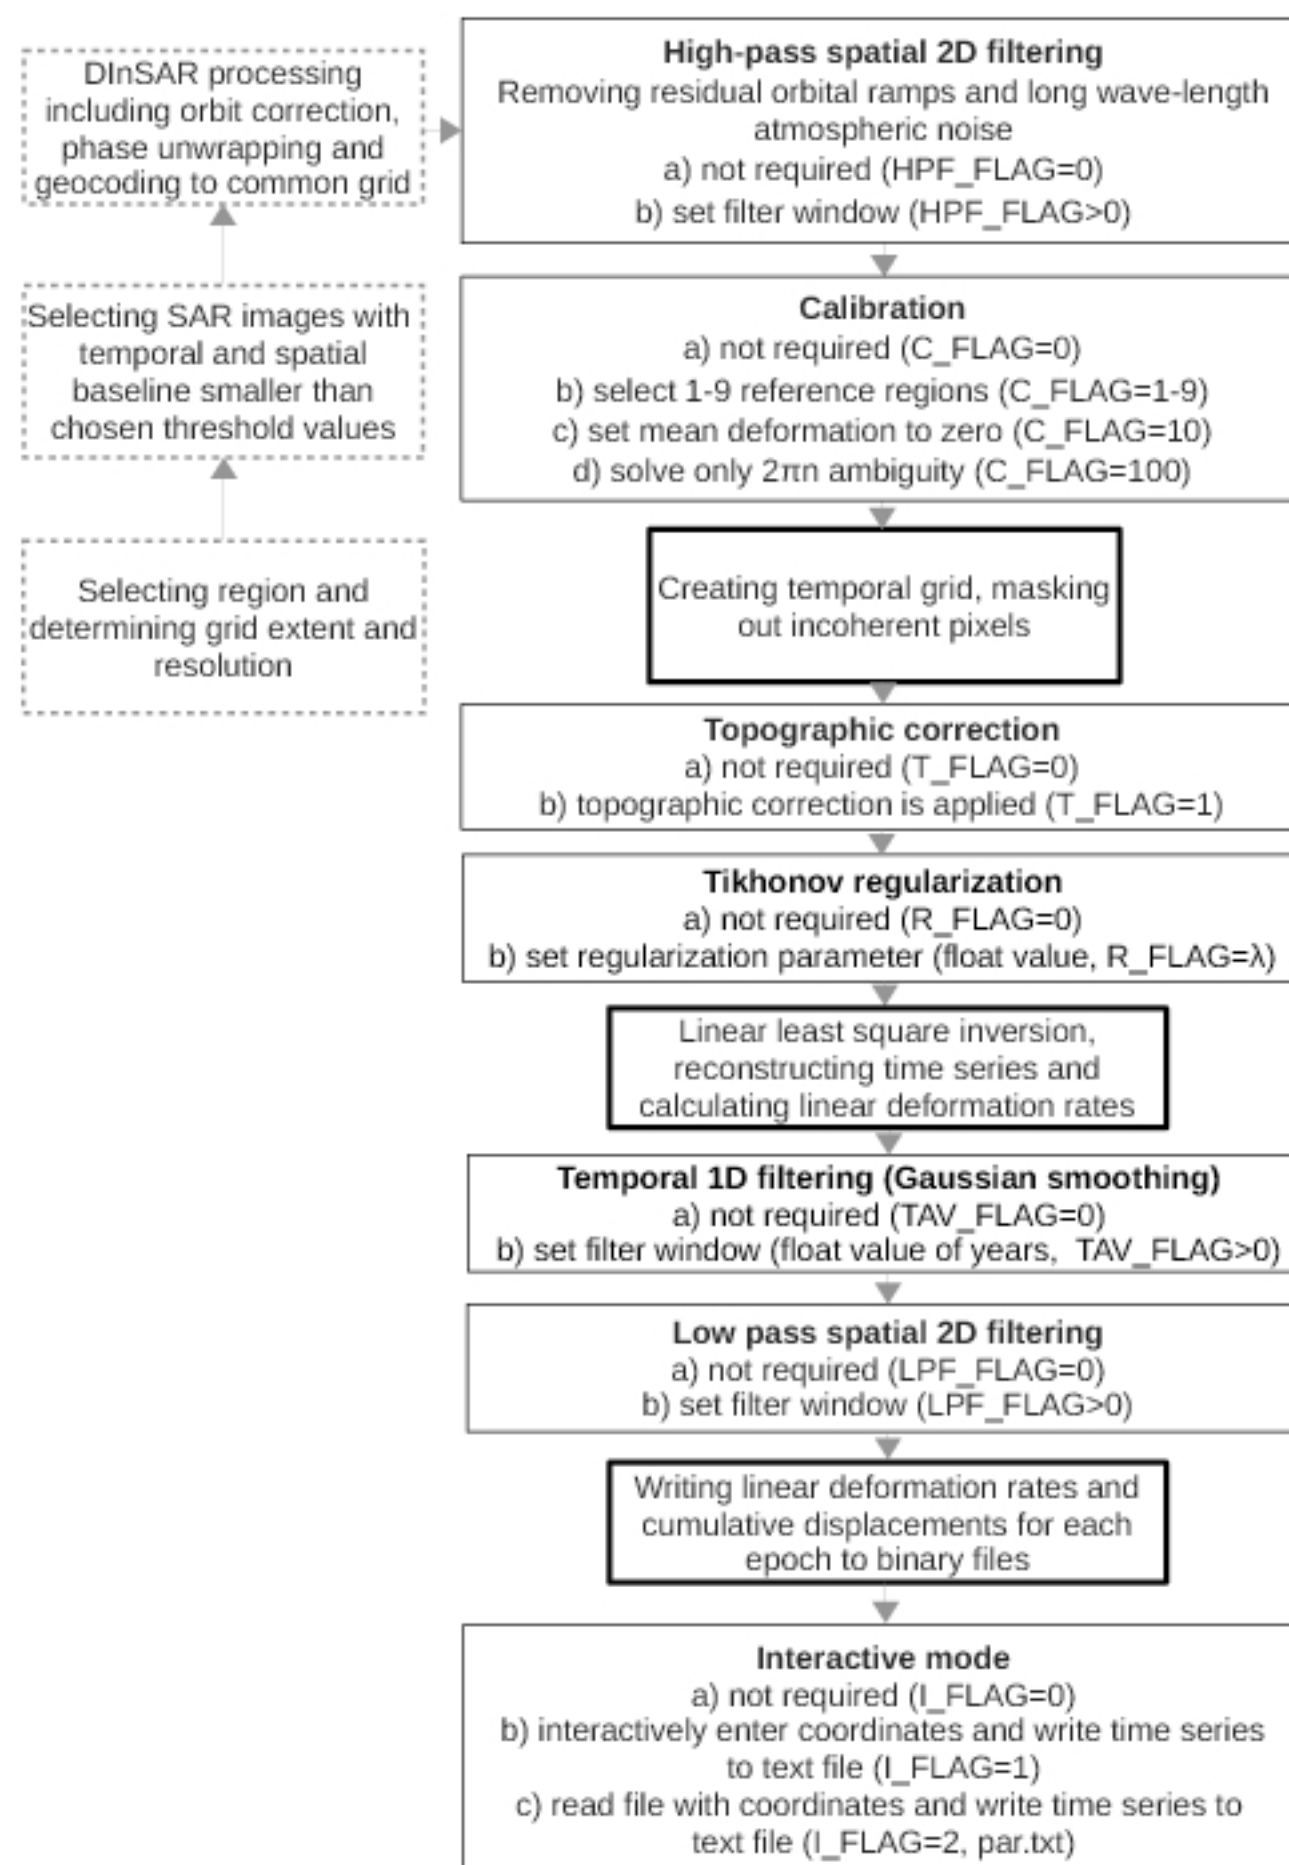 DInSAR processing
including orbit correction,
phase unwrapping and
geocoding to common grid
Selecting SAR images with
temporal and spatial
baseline smaller than
chosen threshold values
Selecting region and
determining grid extent and
resolution
High-pass spatial 2D filtering
Removing residual orbital ramps and long wave-length
atmospheric noise
a) not required (HPF_FLAG=0)
b) set filter window (HPF_FLAG>0)
Calibration
a) not required (C_FLAG=0)
b) select 1-9 reference regions (C_FLAG=1-9)
c) set mean deformation to zero (C_FLAG=10)
d) solve only 2πn ambiguity (C_FLAG=100)
Creating temporal grid, masking
out incoherent pixels
Topographic correction
a) not required (T_FLAG=0)
b) topographic correction is applied (T_FLAG=1)
Tikhonov regularization
a) not required (R_FLAG=0)
b) set regularization parameter (float value, R_FLAG=λ)
Linear least square inversion,
reconstructing time series and
calculating linear deformation rates
Temporal 1D filtering (Gaussian smoothing)
a) not required (TAV_FLAG=0)
b) set filter window (float value of years, TAV_FLAG>0)
Low pass spatial 2D filtering
a) not required (LPF_FLAG=0)
b) set filter window (LPF_FLAG>0)
Writing linear deformation rates and
cumulative displacements for each
epoch to binary files
Interactive mode
a) not required (I_FLAG=0)
b) interactively enter coordinates and write time series
to text file (I_FLAG=1)
c) read file with coordinates and write time series to
text file (I_FLAG=2, par.txt)